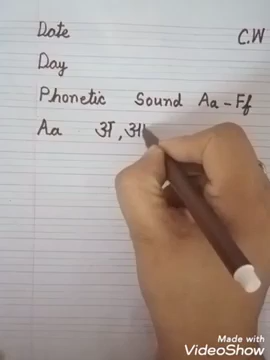 Date C.W
Day
Phonetic Sound Aa - Ff
Aa अ, आ
Made with
VideoShow